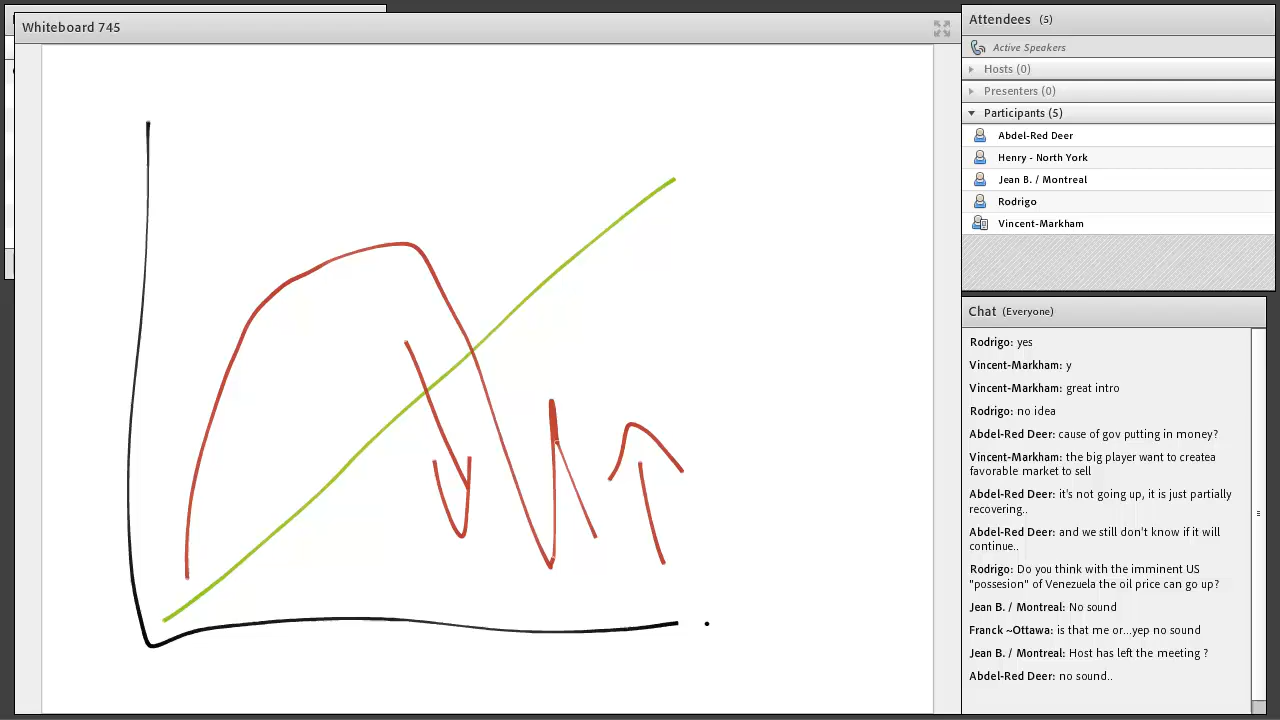 Whiteboard 745
Attendees (5)
Active Speakers
Hosts (0)
Presenters (0)
Participants (5)
Abdel-Red Deer
Henry - North York
Jean B. / Montreal
Rodrigo
Vincent-Markham
Chat (Everyone)
Rodrigo: yes
Vincent-Markham: y
Vincent-Markham: great intro
Rodrigo: no idea
Abdel-Red Deer: cause of gov putting in money?
Vincent-Markham: the big player want to createa
favorable market to sell
Abdel-Red Deer: it's not going up, it is just partially
recovering..
Abdel-Red Deer: and we still don't know if it will
continue..
Rodrigo: Do you think with the imminent US
"possesion" of Venezuela the oil price can go up?
Jean B. / Montreal: No sound
Franck ~Ottawa: is that me or...yep no sound
Jean B. / Montreal: Host has left the meeting ?
Abdel-Red Deer: no sound..